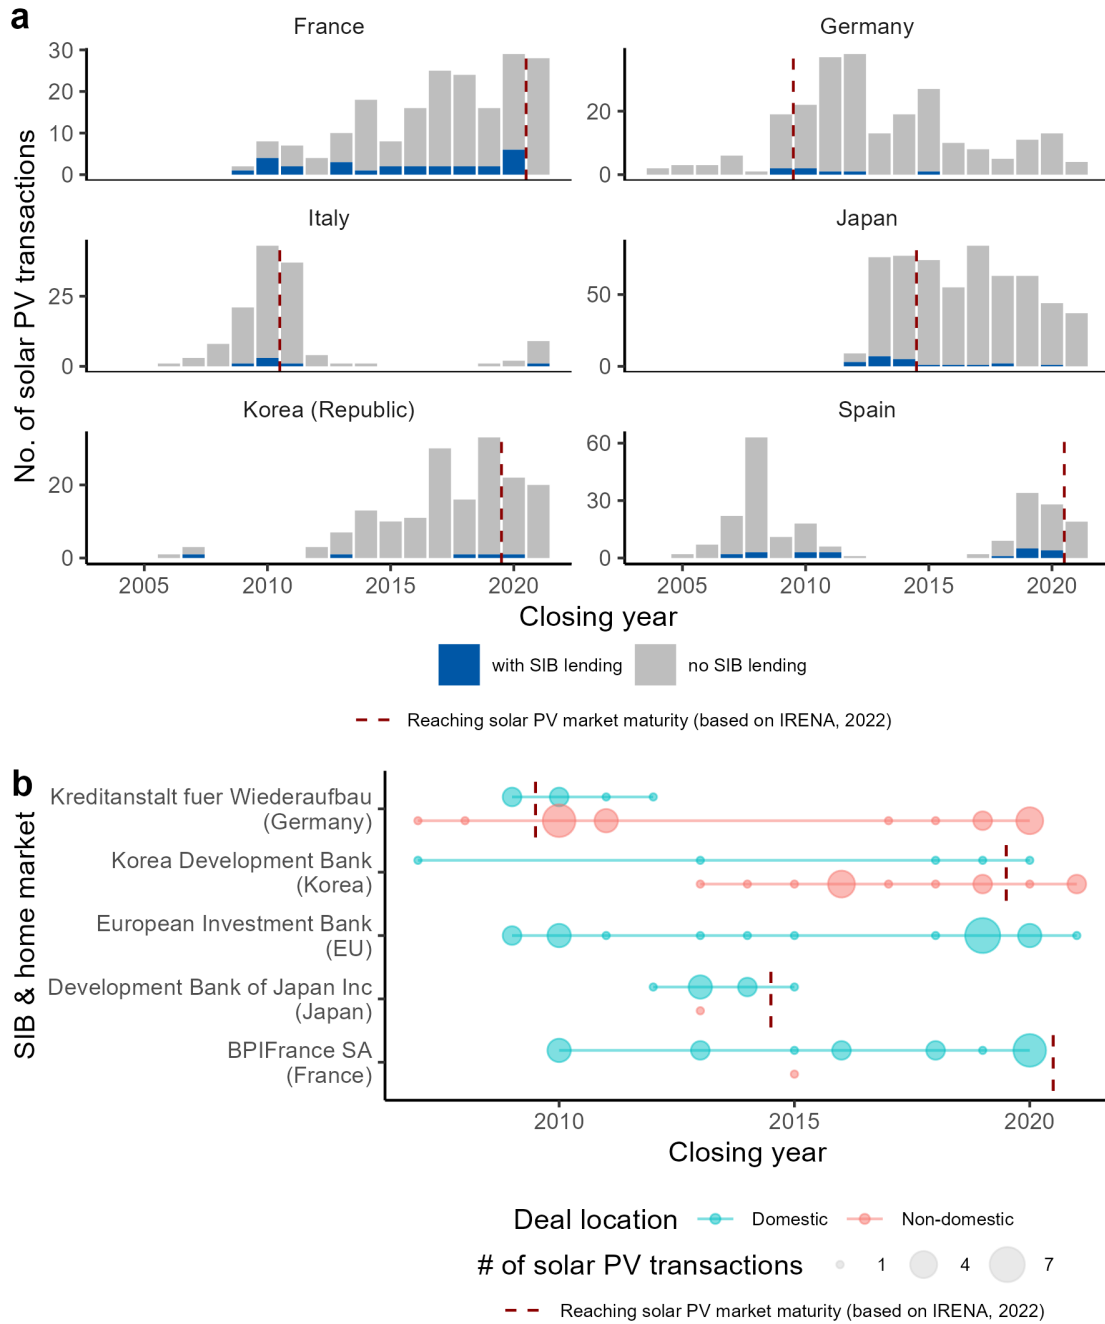 a
France
Germany
30
20
10
0
20
0
Italy
Japan
25
0
50
0
Korea (Republic)
Spain
20
0
60
30
0
2005
2010
2015
2020
2005
2010
2015
2020
No. of solar PV transactions
Closing year
with SIB lending
no SIB lending
Reaching solar PV market maturity (based on IRENA, 2022)
b
SIB & home market
Kreditanstalt fuer Wiederaufbau
(Germany)
Korea Development Bank
(Korea)
European Investment Bank
(EU)
Development Bank of Japan Inc
(Japan)
BPIFrance SA
(France)
2010
2015
2020
Closing year
Deal location
Domestic
Non-domestic
# of solar PV transactions
1
4
7
Reaching solar PV market maturity (based on IRENA, 2022)